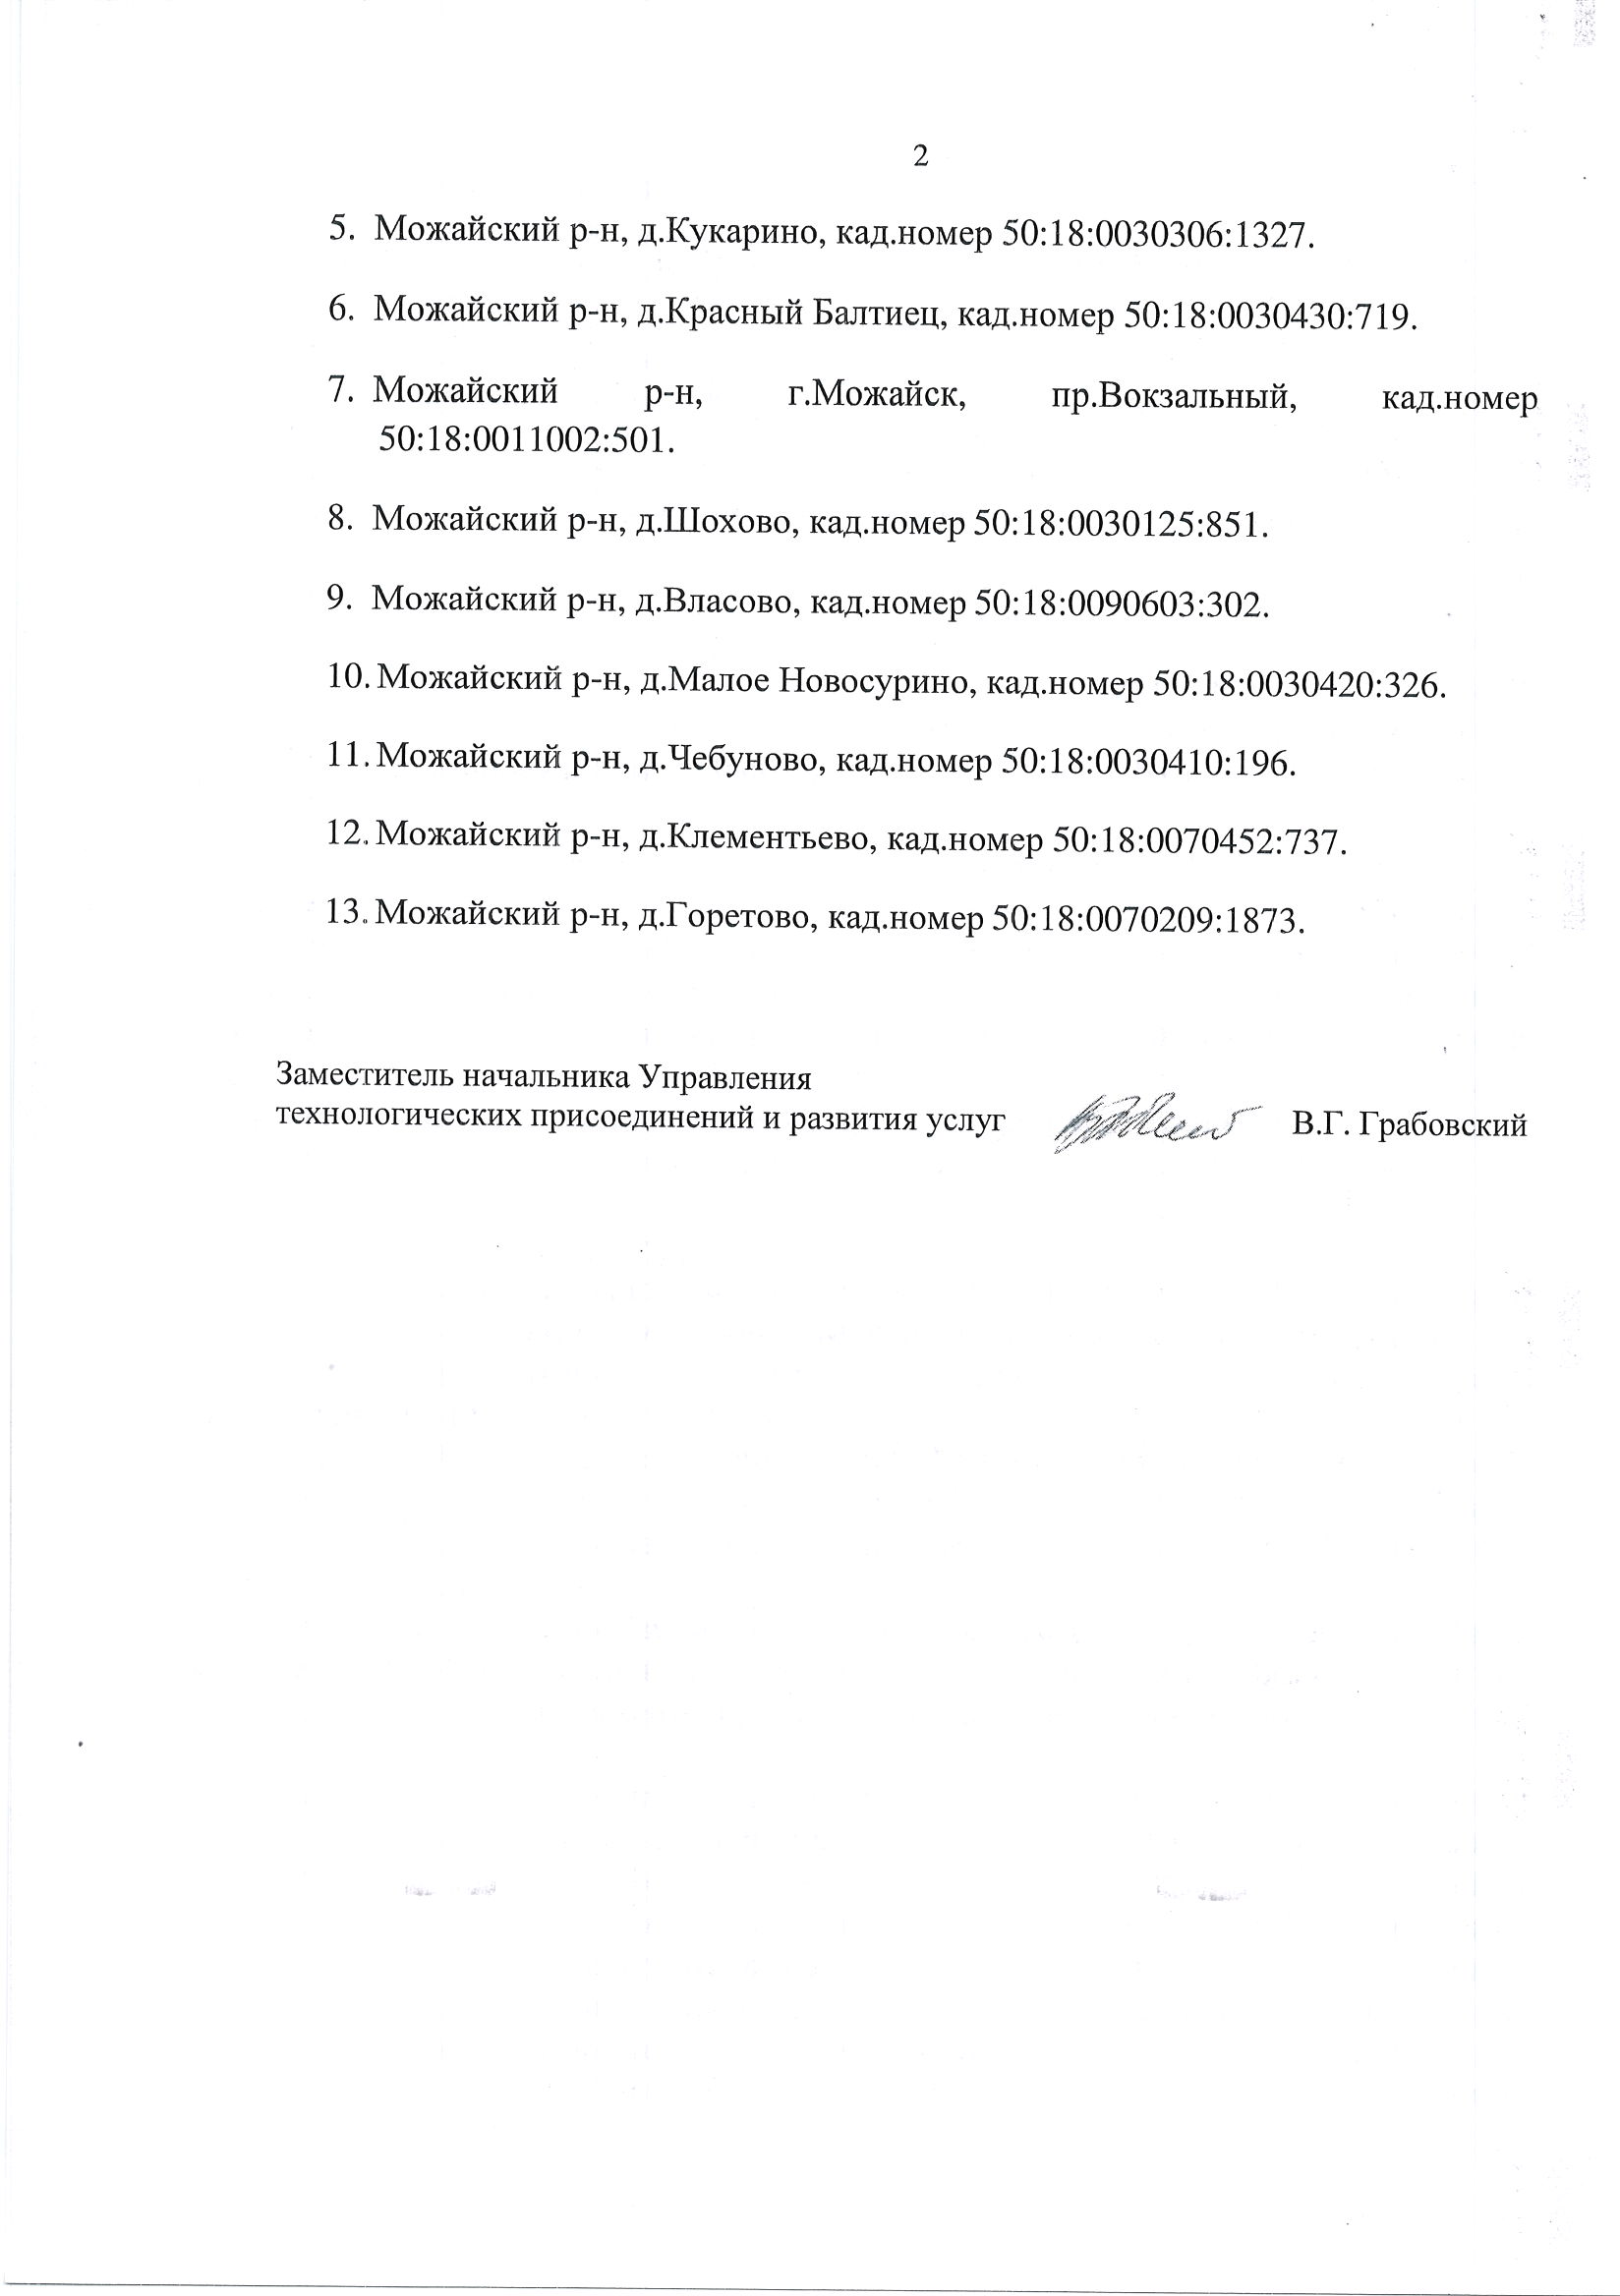 2
5. Можайский р-н, д.Кукарино, кад.номер 50:18:0030306:1327.
6. Можайский р-н, д.Красный Балтиец, кад.номер 50:18:0030430:719.
7. Можайский р-н, г.Можайск, пр.Вокзальный, кад.номер
50:18:0011002:501.
8. Можайский р-н, д.Шохово, кад.номер 50:18:0030125:851.
9. Можайский р-н, д.Власово, кад.номер 50:18:0090603:302.
10. Можайский р-н, д.Малое Новосурино, кад.номер 50:18:0030420:326.
11. Можайский р-н, д.Чебуново, кад.номер 50:18:0030410:196.
12. Можайский р-н, д.Клементьево, кад.номер 50:18:0070452:737.
13. Можайский р-н, д.Горетово, кад.номер 50:18:0070209:1873.
Заместитель начальника Управления
технологических присоединений и развития услуг В.Г. Грабовский